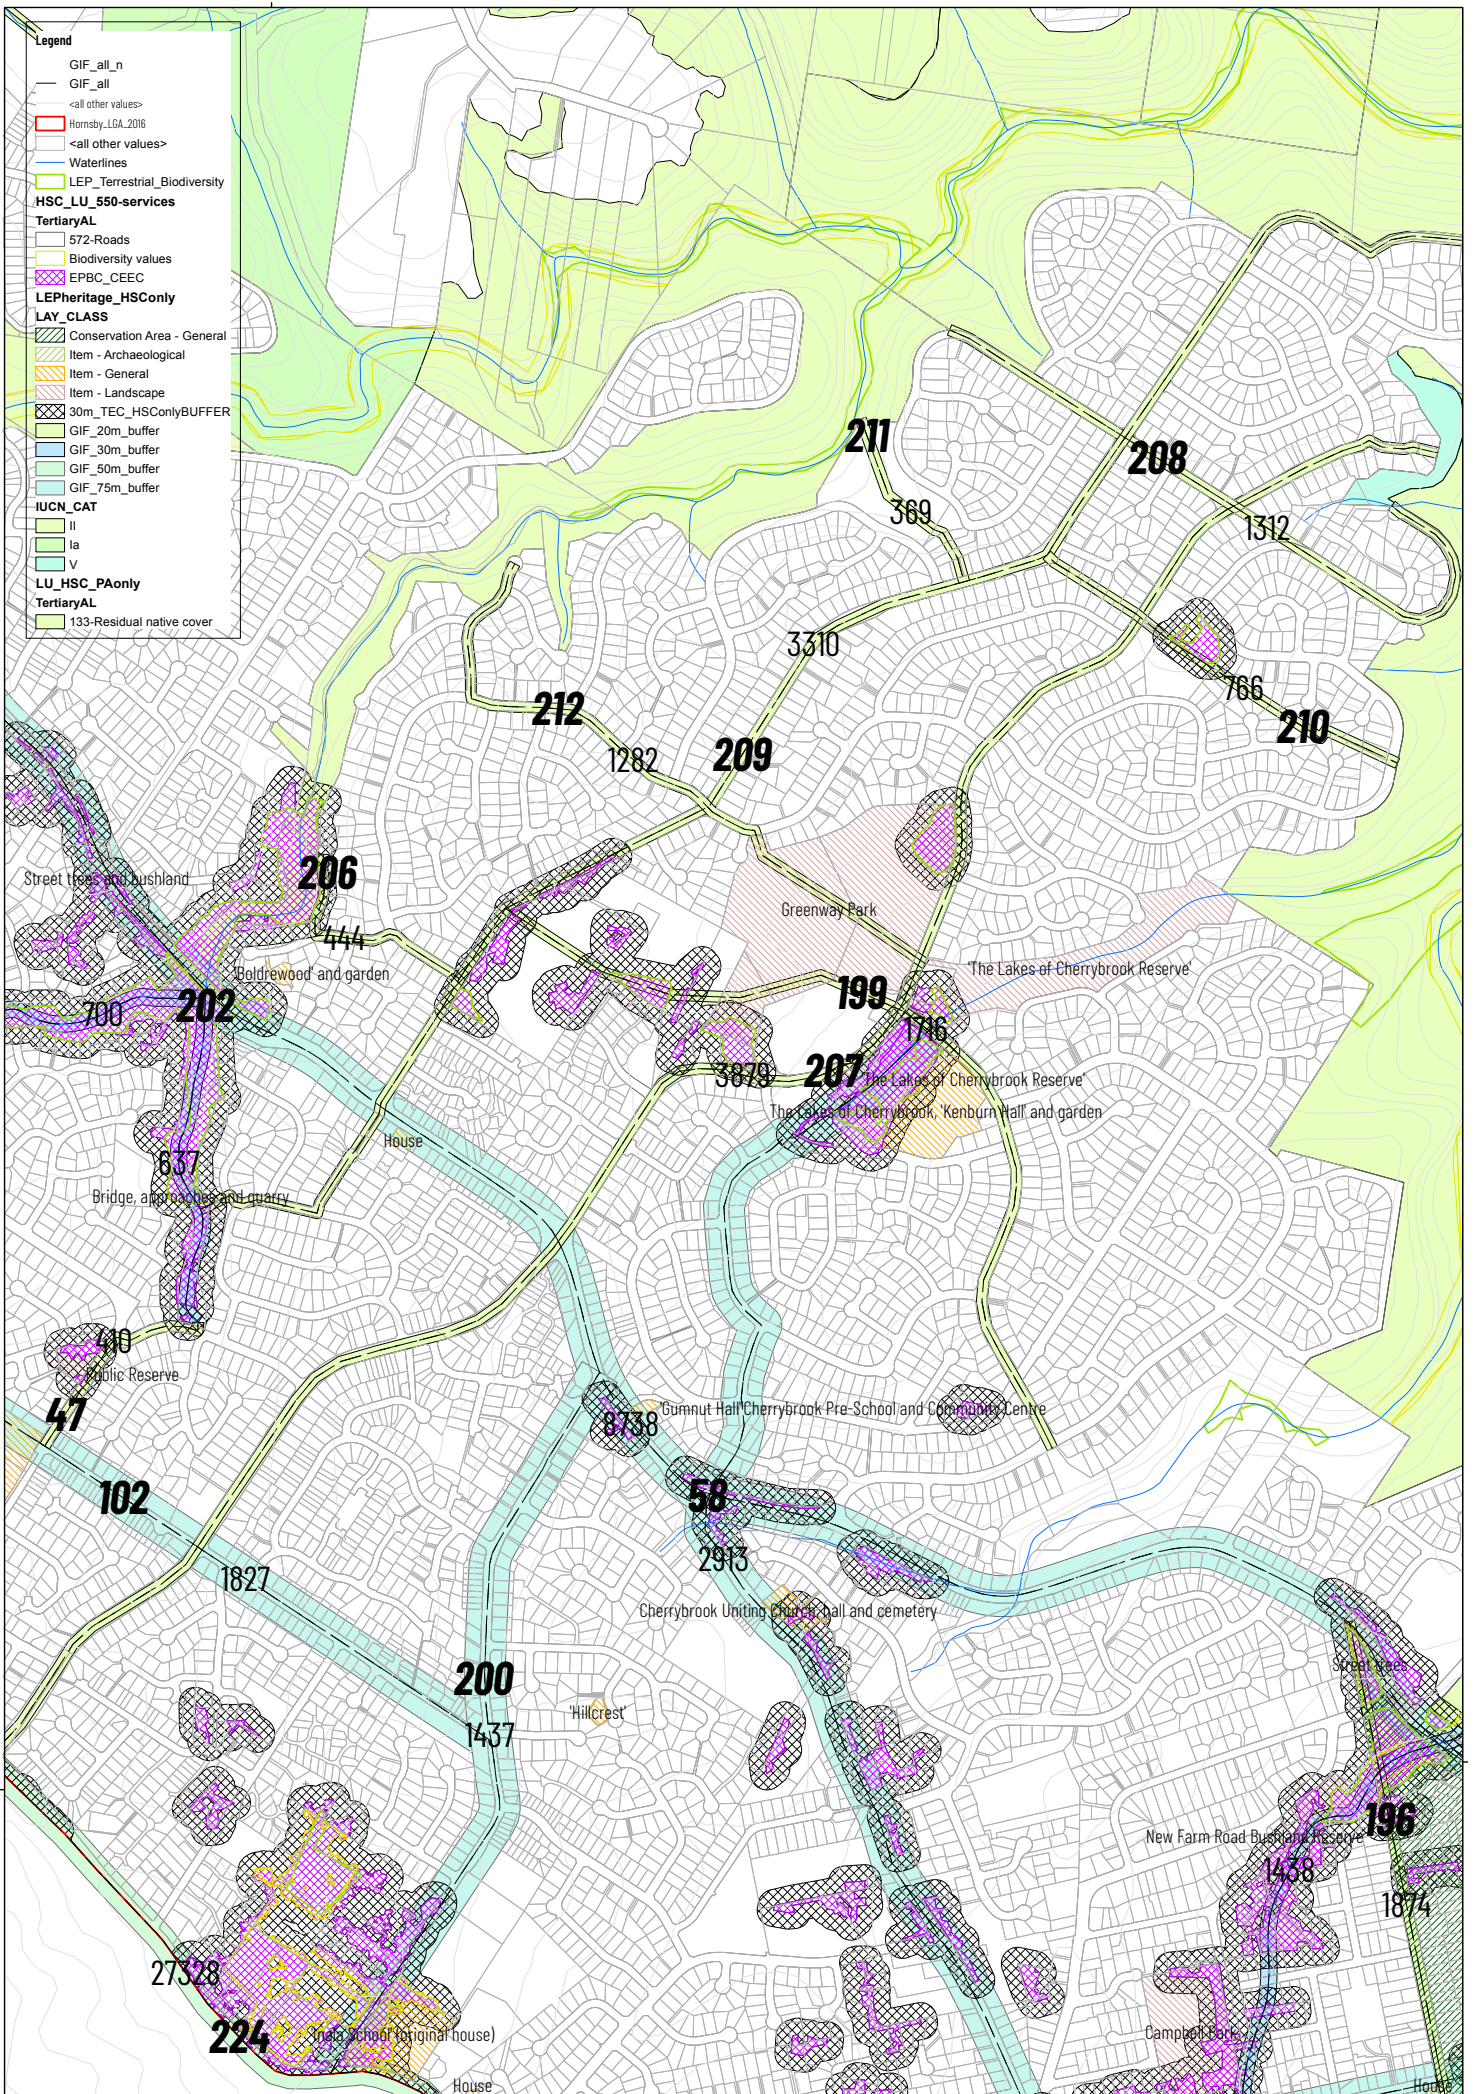 Legend
GIF_all_n
GIF_all
<all other values>
Hornsby_LGA_2016
<all other values>
Waterlines
LEP_Terrestrial_Biodiversity
HSC_LU_550-services
TertiaryAL
572-Roads
Biodiversity values
EPBC_CEEC
LEPheritage_HSConly
LAY_CLASS
Conservation Area - General
Item - Archaeological
Item - General
Item - Landscape
30m_TEC_HSConlyBUFFER
GIF_20m_buffer
GIF_30m_buffer
GIF_50m_buffer
GIF_75m_buffer
IUCN_CAT
II
Ia
V
LU_HSC_PAonly
TertiaryAL
133-Residual native cover
211
208
369
1312
3310
766
212
210
209
1282
206
Street trees and bushland
Greenway Park
444
'Boldrewood' and garden
'The Lakes of Cherrybrook Reserve'
199
700
202
1716
3879
207
'The Lakes of Cherrybrook Reserve'
The Lakes of Cherrybrook, 'Kenburn Hall' and garden
House
637
Bridge, approaches and quarry
410
Public Reserve
47
8738
'Gumnut Hall' Cherrybrook Pre-School and Community Centre
102
58
2913
1827
Cherrybrook Uniting Church, hall and cemetery
Street trees
200
'Hillcrest'
1437
196
New Farm Road Bushland Reserve
1438
1874
27328
224
'Inala School' (original house)
Campbell Park
House
House